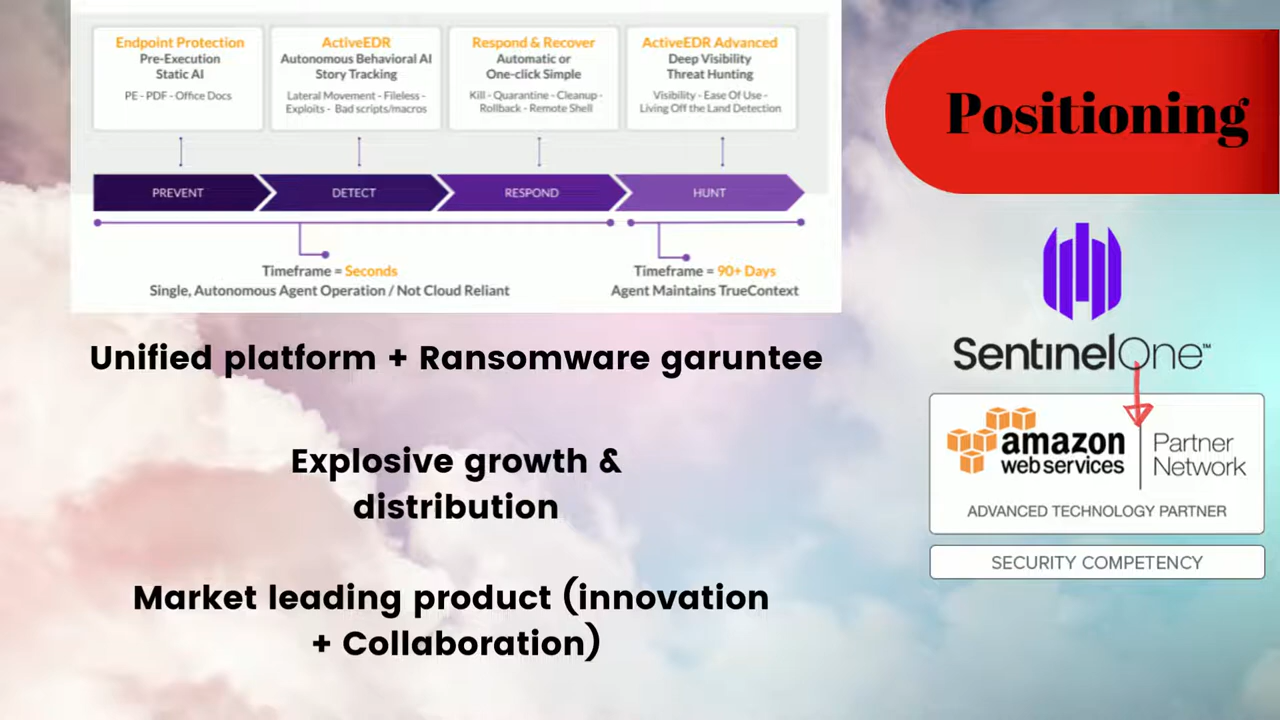 Endpoint Protection
Pre-Execution
Static AI
PE - PDF - Office Docs
ActiveEDR
Autonomous Behavioral AI
Story Tracking
Lateral Movement - Fileless -
Exploits - Bad scripts/macros
Respond & Recover
Automatic or
One-click Simple
Kill - Quarantine - Cleanup -
Rollback - Remote Shell
ActiveEDR Advanced
Deep Visibility
Threat Hunting
Visibility - Ease Of Use -
Living Off the Land Detection
PREVENT
DETECT
RESPOND
HUNT
Timeframe = Seconds
Single, Autonomous Agent Operation / Not Cloud Reliant
Timeframe = 90+ Days
Agent Maintains TrueContext
Unified platform + Ransomware garuntee
Explosive growth &
distribution
Market leading product (innovation
+ Collaboration)
Positioning
SentinelOne™
amazon
web services
Partner
Network
ADVANCED TECHNOLOGY PARTNER
SECURITY COMPETENCY